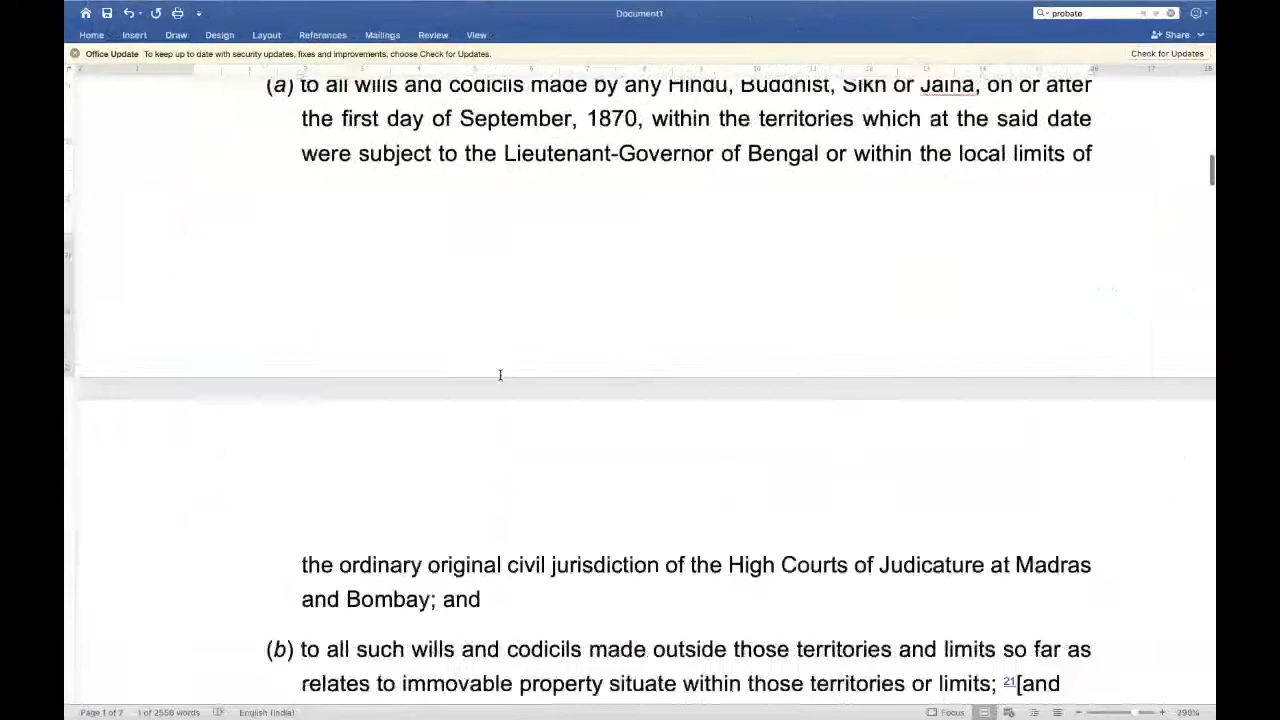 Document1
probate
Home Insert Draw Design Layout References Mailings Review View
Share
Office Update To keep up to date with security updates, fixes and improvements, choose Check for Updates.
Check for Updates
(a) to all wills and codicils made by any Hindu, Buddhist, Sikh or Jaina, on or after
the first day of September, 1870, within the territories which at the said date
were subject to the Lieutenant-Governor of Bengal or within the local limits of
the ordinary original civil jurisdiction of the High Courts of Judicature at Madras
and Bombay; and
(b) to all such wills and codicils made outside those territories and limits so far as
relates to immovable property situate within those territories or limits; 21[and
Page 1 of 7 1 of 2556 words English (India)
Focus
299%